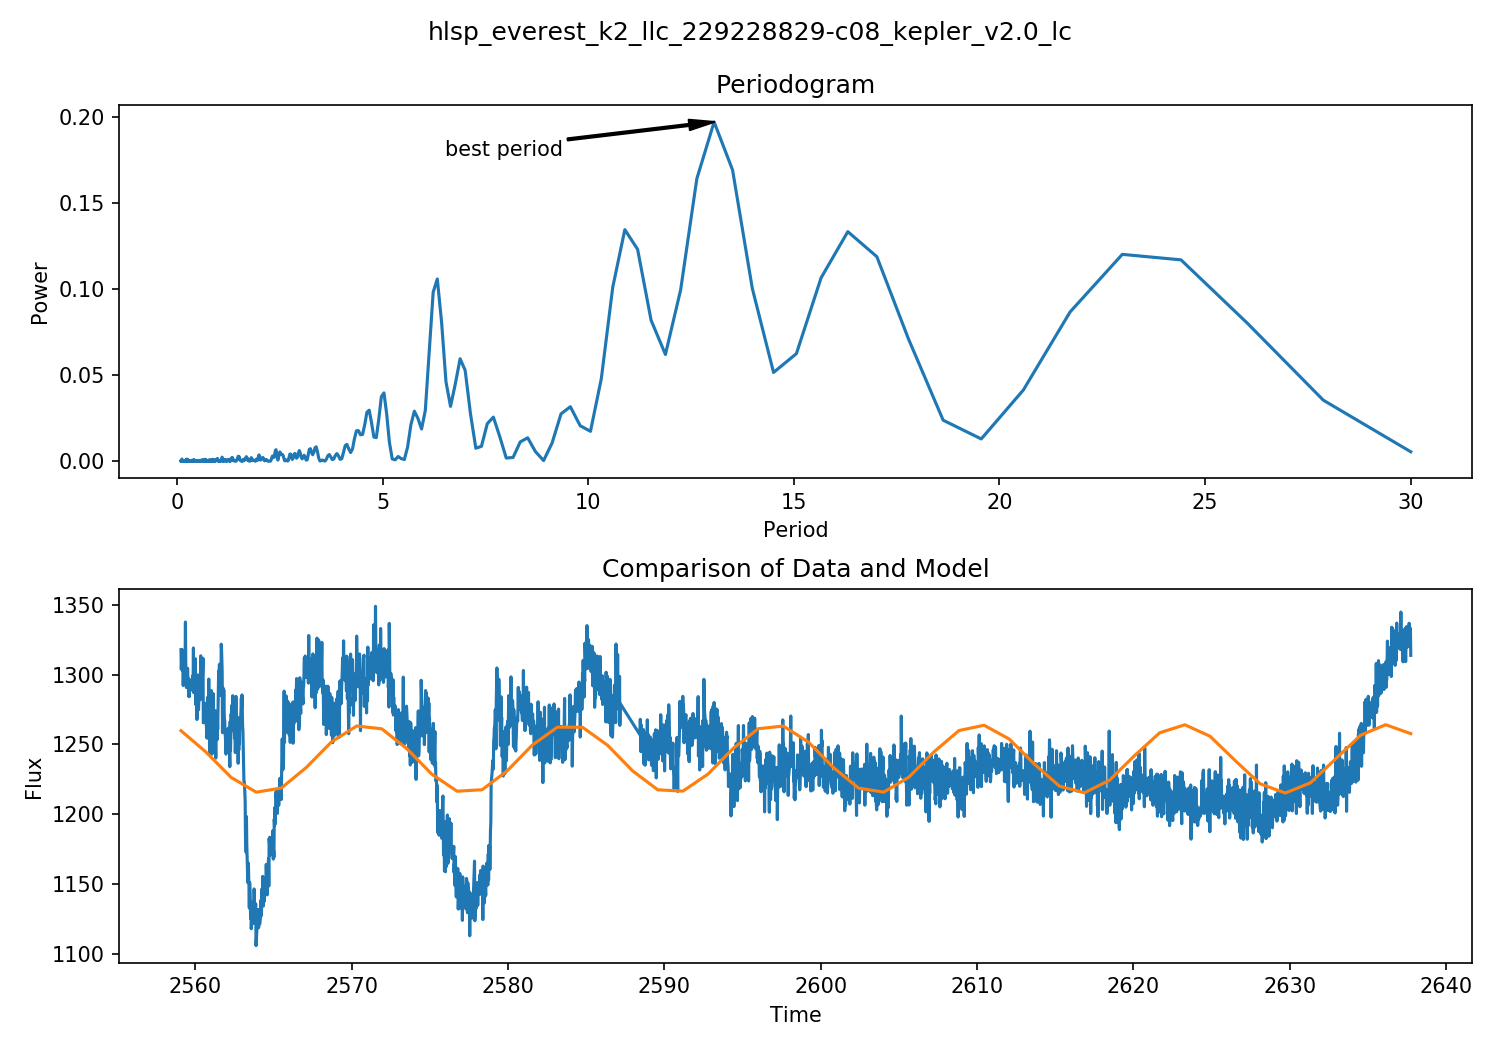 hlsp_everest_k2_llc_229228829-c08_kepler_v2.0_lc
Periodogram
0.20
0.15
0.10
0.05
0.00
Power
best period
0 5 10 15 20 25 30
Period
Comparison of Data and Model
1350
1300
1250
1200
1150
1100
Flux
2560 2570 2580 2590 2600 2610 2620 2630 2640
Time